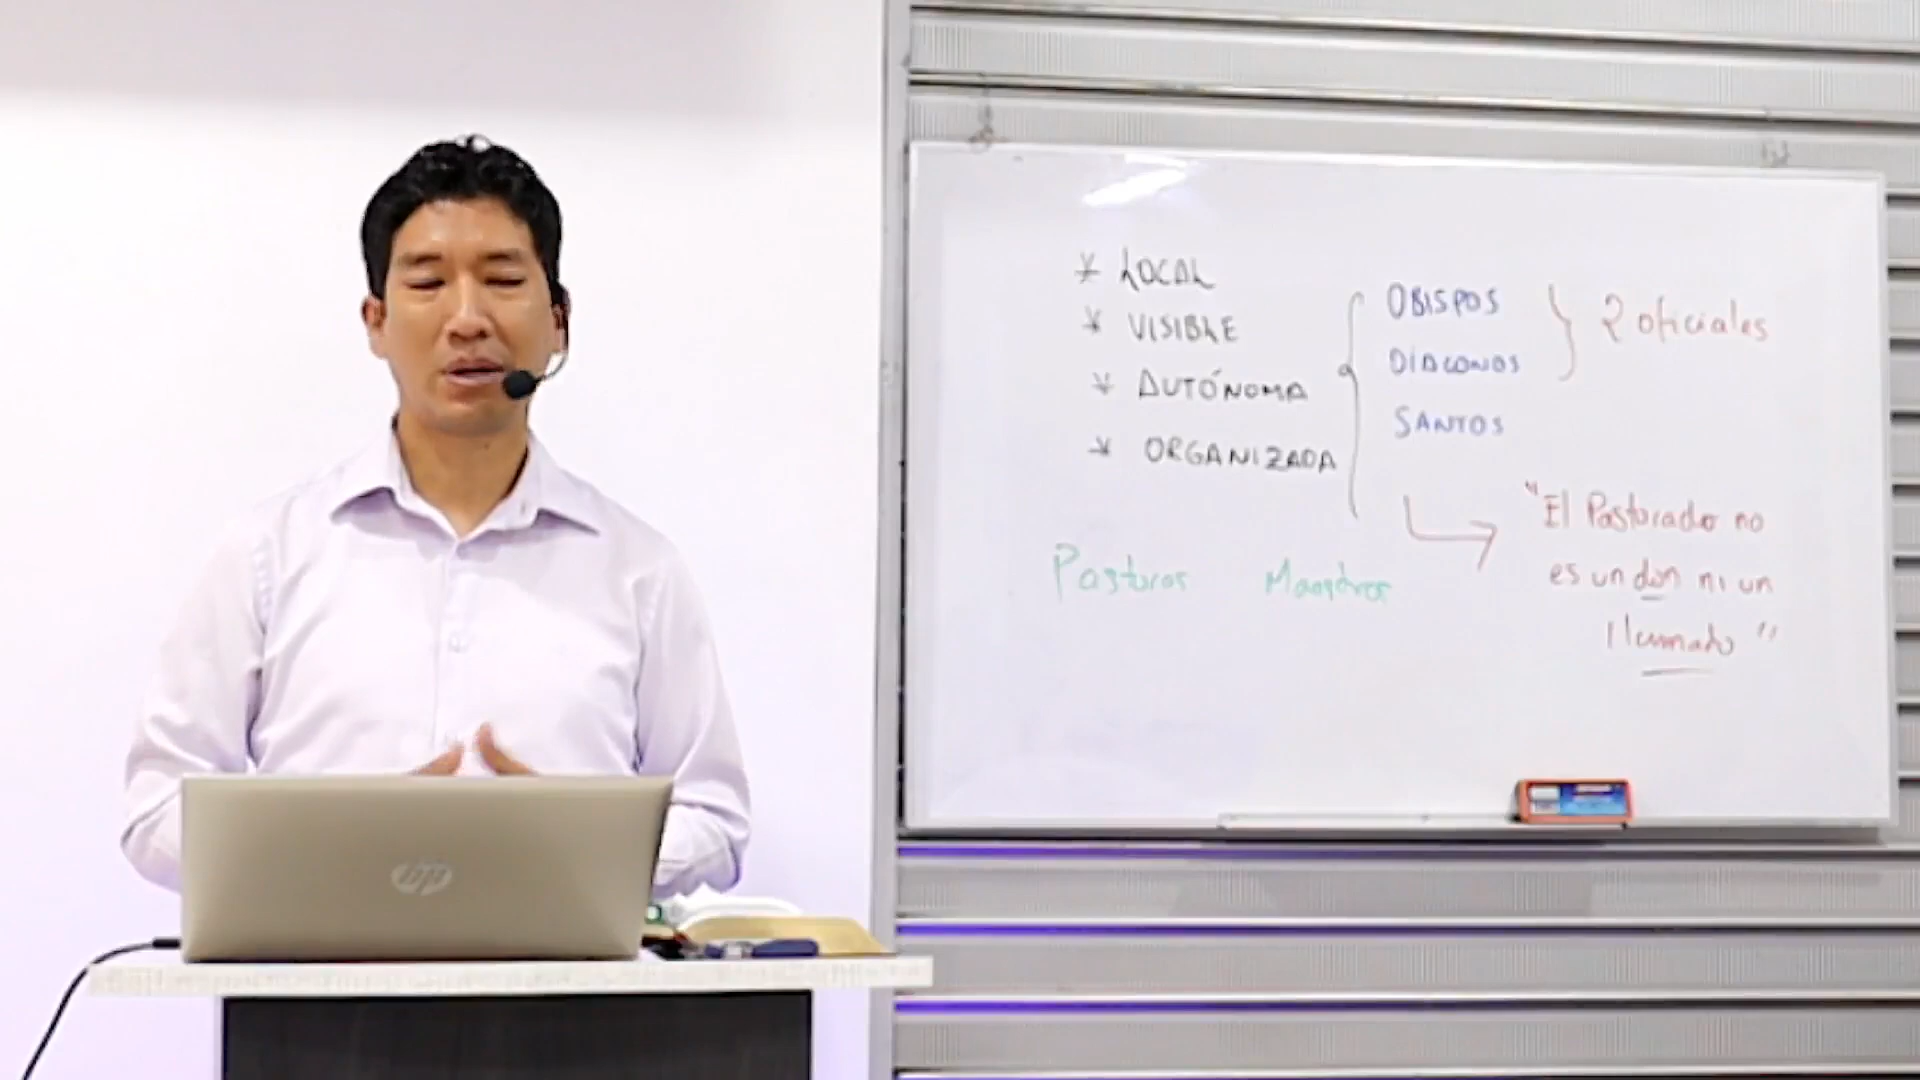 * LOCAL
* VISIBLE
* AUTÓNOMA
* ORGANIZADA
OBISPOS
DIÁCONOS
SANTOS
2 oficiales
"El Pastorado no
es un don ni un
llamado"
Pastores Maestros
hp